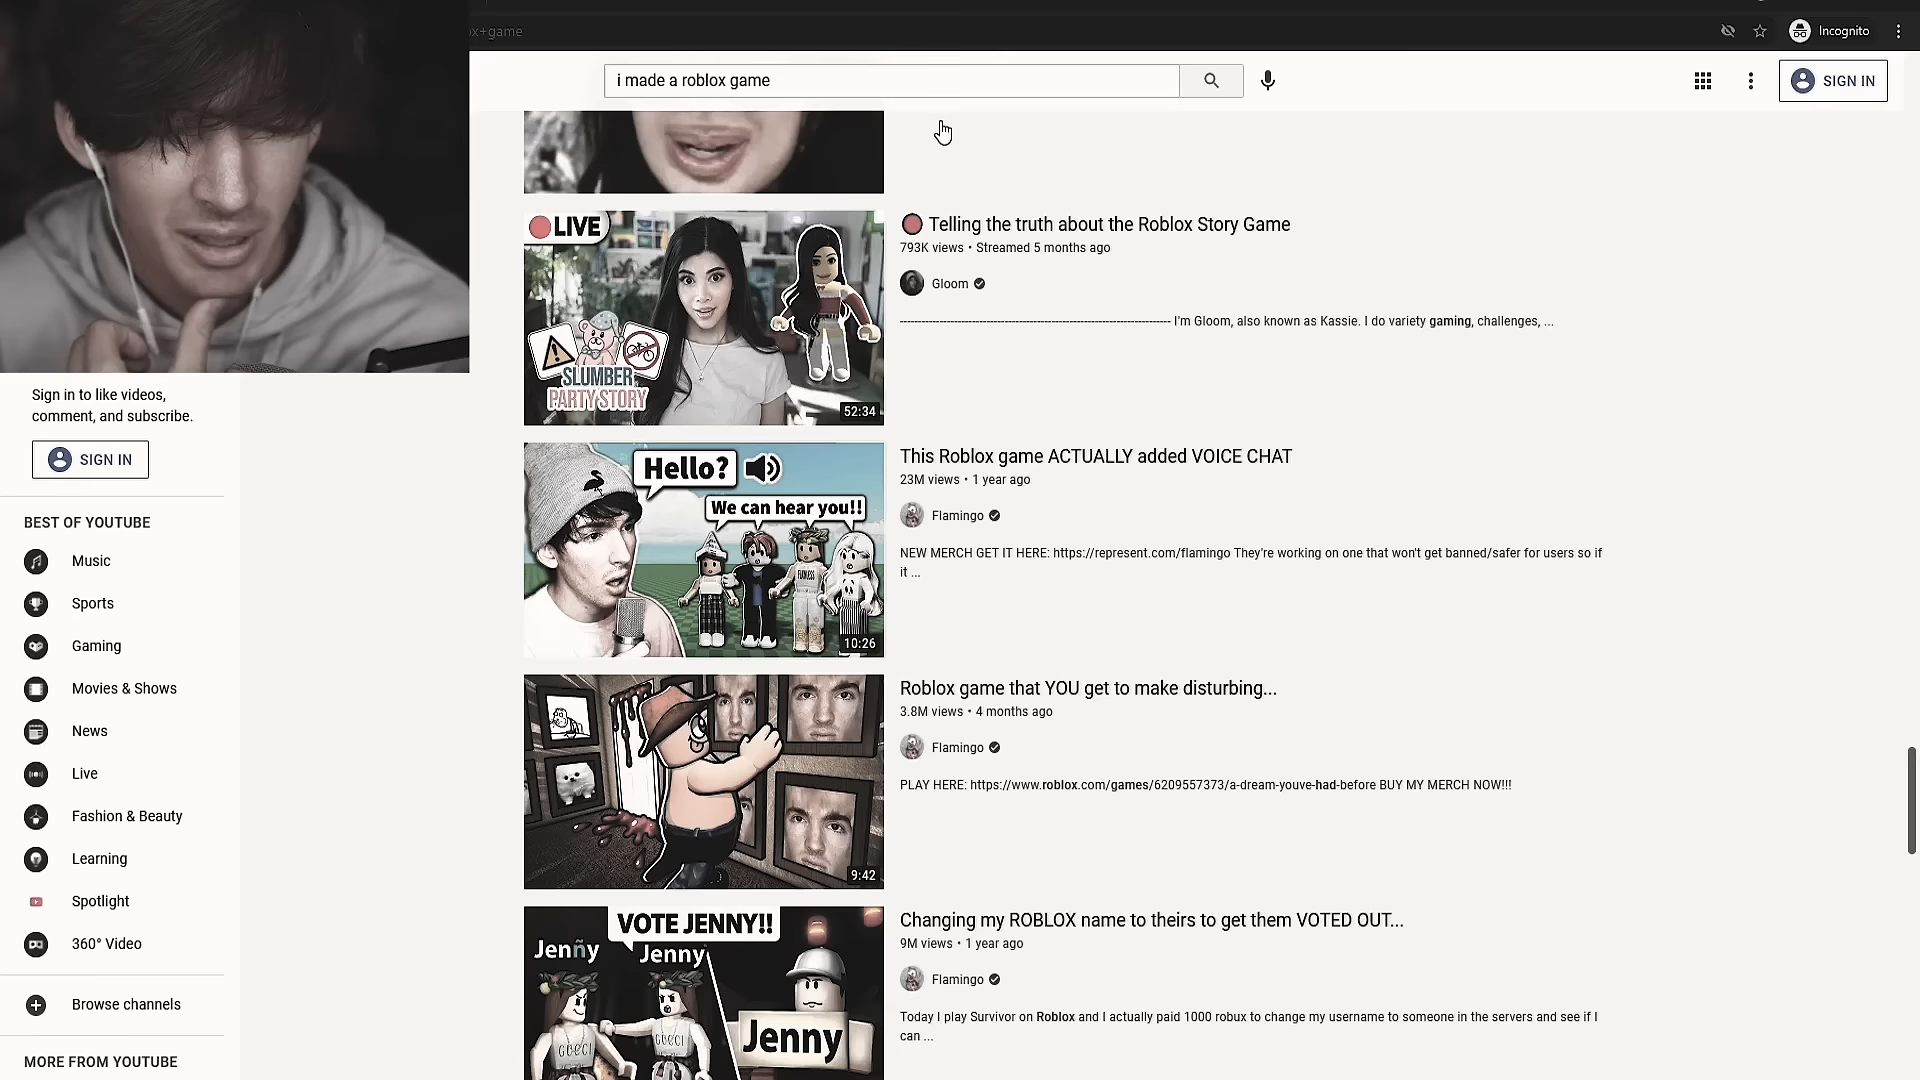 x+game
Incognito
i made a roblox game
SIGN IN
LIVE
SLUMBER
PARTY STORY
52:34
Telling the truth about the Roblox Story Game
793K views • Streamed 5 months ago
Gloom
I'm Gloom, also known as Kassie. I do variety gaming, challenges, ...
Sign in to like videos,
comment, and subscribe.
SIGN IN
BEST OF YOUTUBE
Music
Sports
Gaming
Movies & Shows
News
Live
Fashion & Beauty
Learning
Spotlight
360° Video
Browse channels
MORE FROM YOUTUBE
Hello?
We can hear you!!
10:26
This Roblox game ACTUALLY added VOICE CHAT
23M views • 1 year ago
Flamingo
NEW MERCH GET IT HERE: https://represent.com/flamingo They're working on one that won't get banned/safer for users so if
it ...
9:42
Roblox game that YOU get to make disturbing...
3.8M views • 4 months ago
Flamingo
PLAY HERE: https://www.roblox.com/games/6209557373/a-dream-youve-had-before BUY MY MERCH NOW!!!
VOTE JENNY!!
Jenñy
Jenny
GUCCI
GUCCI
Jenny
Changing my ROBLOX name to theirs to get them VOTED OUT...
9M views • 1 year ago
Flamingo
Today I play Survivor on Roblox and I actually paid 1000 robux to change my username to someone in the servers and see if I
can ...